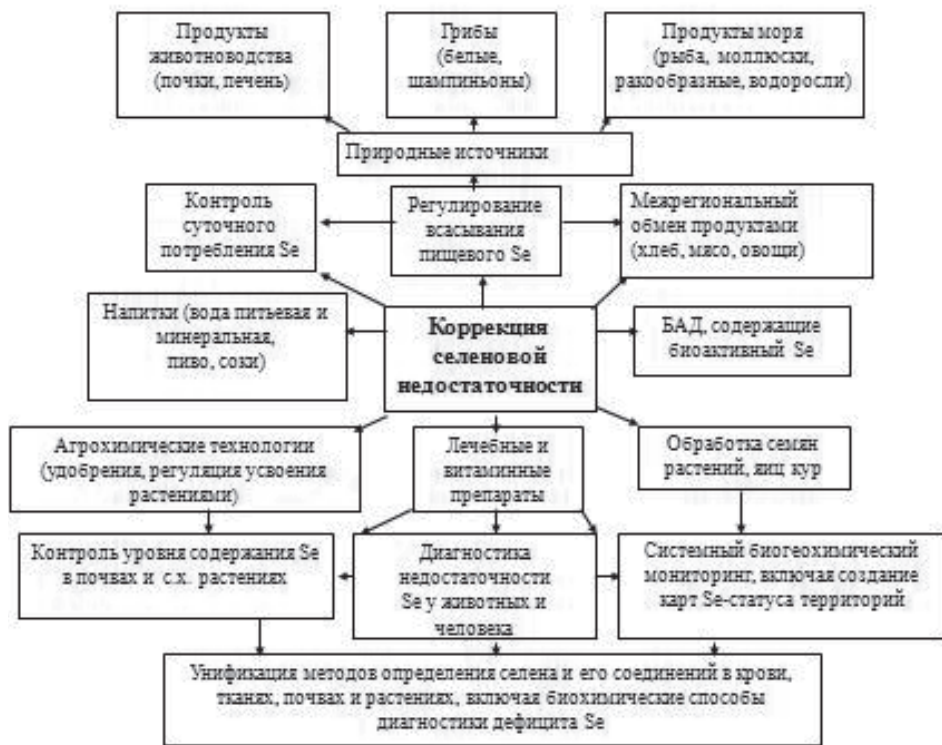 Продукты
животноводства
(почки, печень)
Грибы
(белые,
шампиньоны)
Продукты моря
(рыба, моллюски,
ракообразные, водоросли)
Природные источники
Контроль
суточного
потребления Se
Регулирование
всасывания
пищевого Se
Межрегиональный
обмен продуктами
(хлеб, мясо, овощи)
Напитки (вода питьевая и
минеральная,
пиво, соки)
Коррекция
селеновой
недостаточности
БАД, содержащие
биоактивный Se
Агрохимические технологии
(удобрения, регуляция усвоения
растениями)
Лечебные и
витаминные
препараты
Обработка семян
растений, яиц кур
Контроль уровня содержания Se
в почвах и с.х. растениях
Диагностика
недостаточности
Se у животных и
человека
Системный биогеохимический
мониторинг, включая создание
карт Se-статуса территорий
Унификация методов определения селена и его соединений в крови,
тканях, почвах и растениях, включая биохимические способы
диагностики дефицита Se